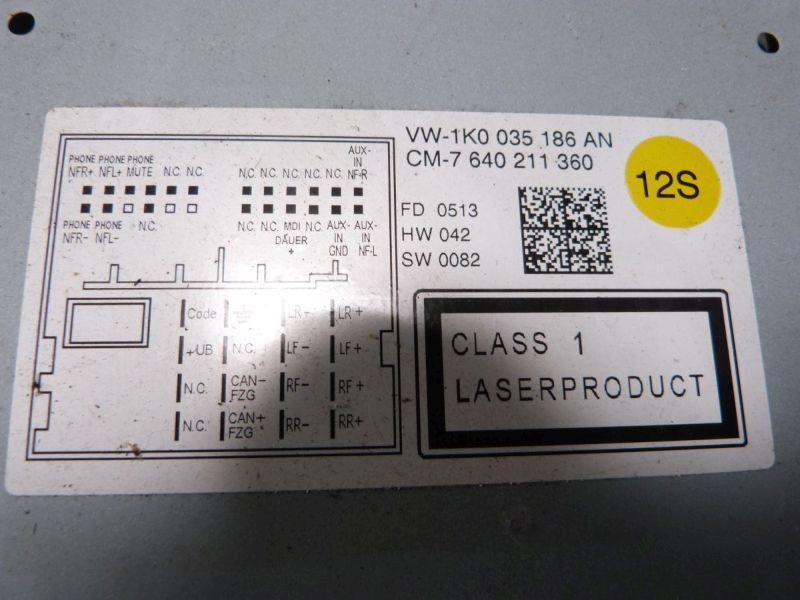 VW-1K0 035 186 AN
CM-7 640 211 360
12S
FD 0513
HW 042
SW 0082
CLASS 1
LASERPRODUCT
PHONE PHONE PHONE
NFR+ NFL+ MUTE N.C. N.C.
PHONE PHONE N.C.
NFR- NFL-
AUX-
IN
N.C. N.C. N.C. N.C. N.C. NF-R
N.C. N.C. MDI N.C. AUX- AUX-
DAUER IN IN
+ GND NF-L
Code LR- LR+
+UB N.C. LF- LF+
N.C. CAN- FZG RF- RF+
N.C. CAN+ FZG RR- RR+